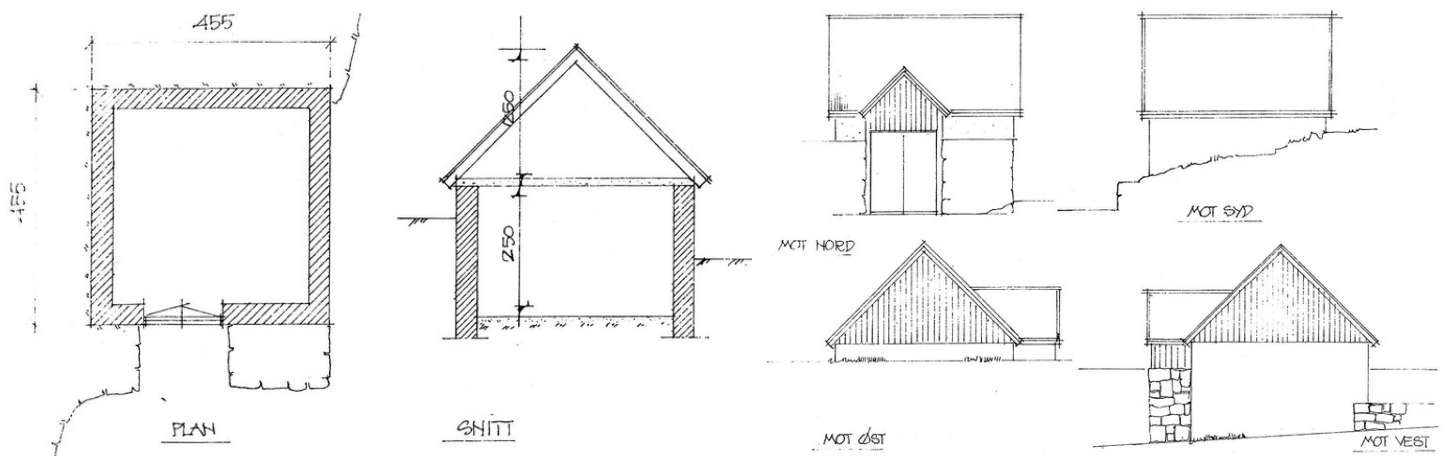 455
455
PLAN
250
250
SNITT
MOT NORD
MOT SYD
MOT ØST
MOT VEST